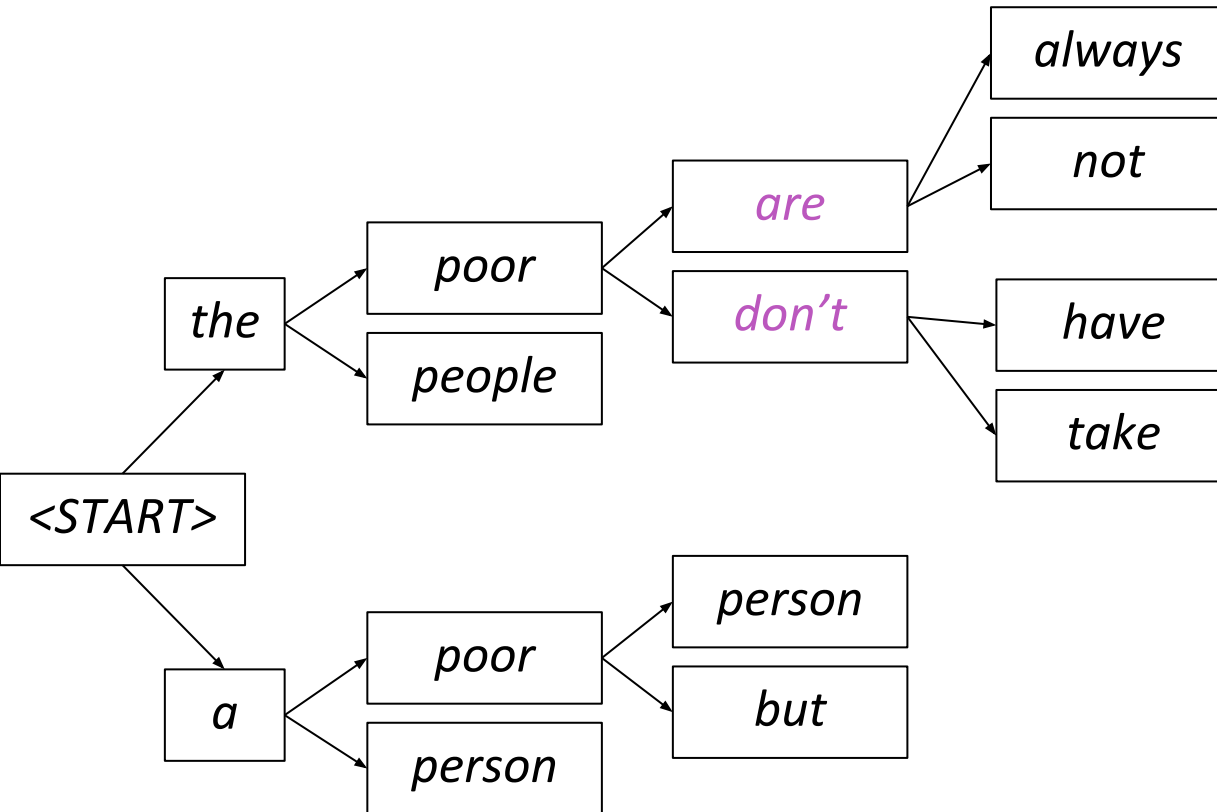 always
not
are
poor
don’t
the
have
people
take
<START>
person
poor
but
a
person